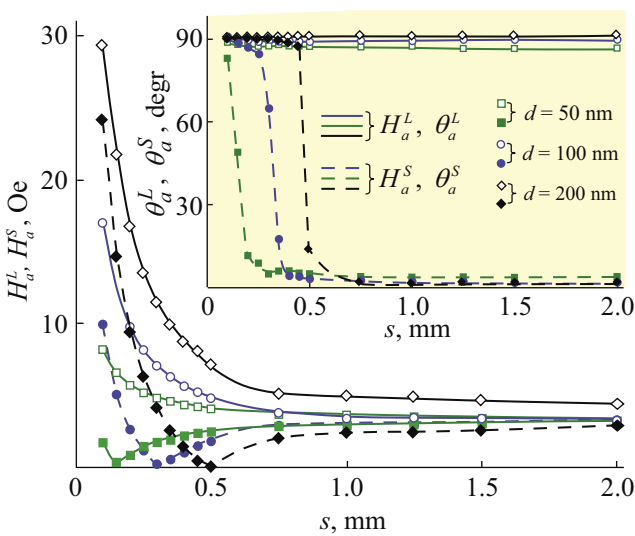 30
20
10
0
H_a^L, H_a^S, Oe
0.5
1.0
1.5
2.0
s, mm
90
60
30
0
θ_a^L, θ_a^S, degr
0.5
1.0
1.5
2.0
s, mm
H_a^L, θ_a^L
H_a^S, θ_a^S
d = 50 nm
d = 100 nm
d = 200 nm